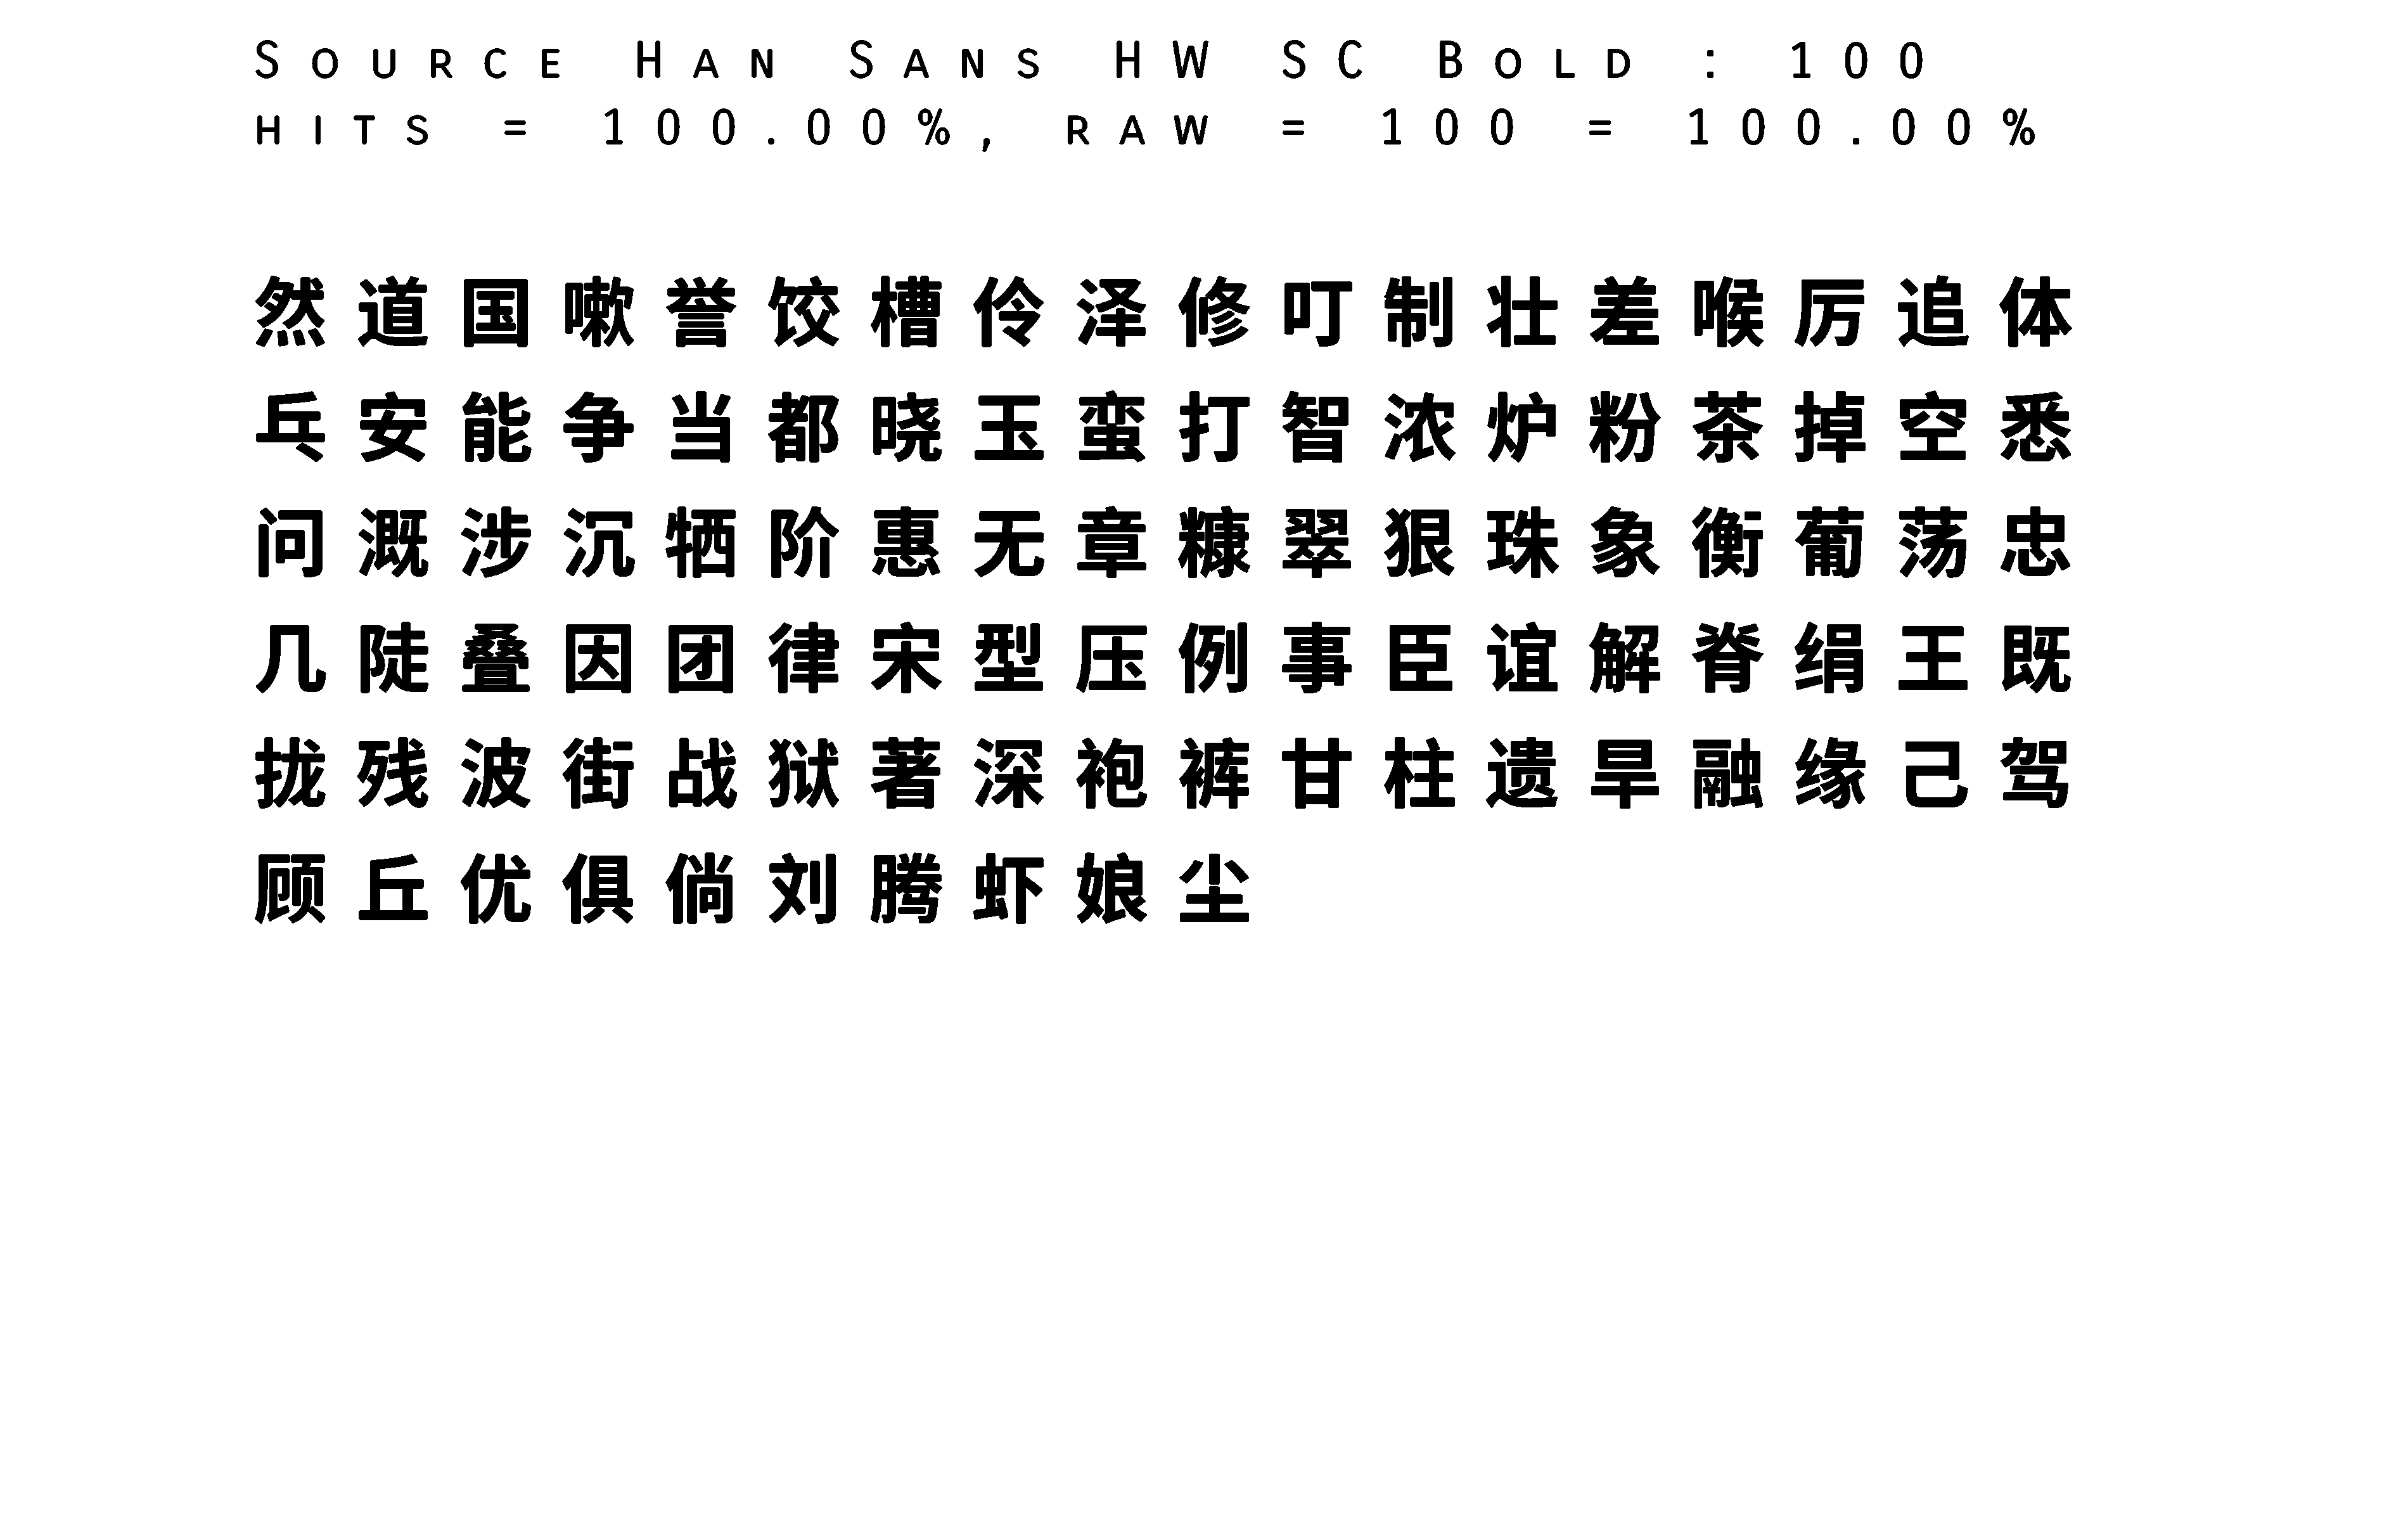 Source Han Sans HW SC Bold : 100
hits = 100.00%, raw = 100 = 100.00%
然道国嗽誉饺槽伶泽修叮制壮差喉厉追体
乓安能争当都晓玉蛮打智浓炉粉茶掉空悉
问溉涉沉牺阶惠无章糠翠狠珠象衡葡荡忠
几陡叠因团律宋型压例事臣谊解脊绢王既
拢残波街战狱著深袍裤甘柱遗旱融缘己驾
顾丘优俱倘刘腾虾娘尘